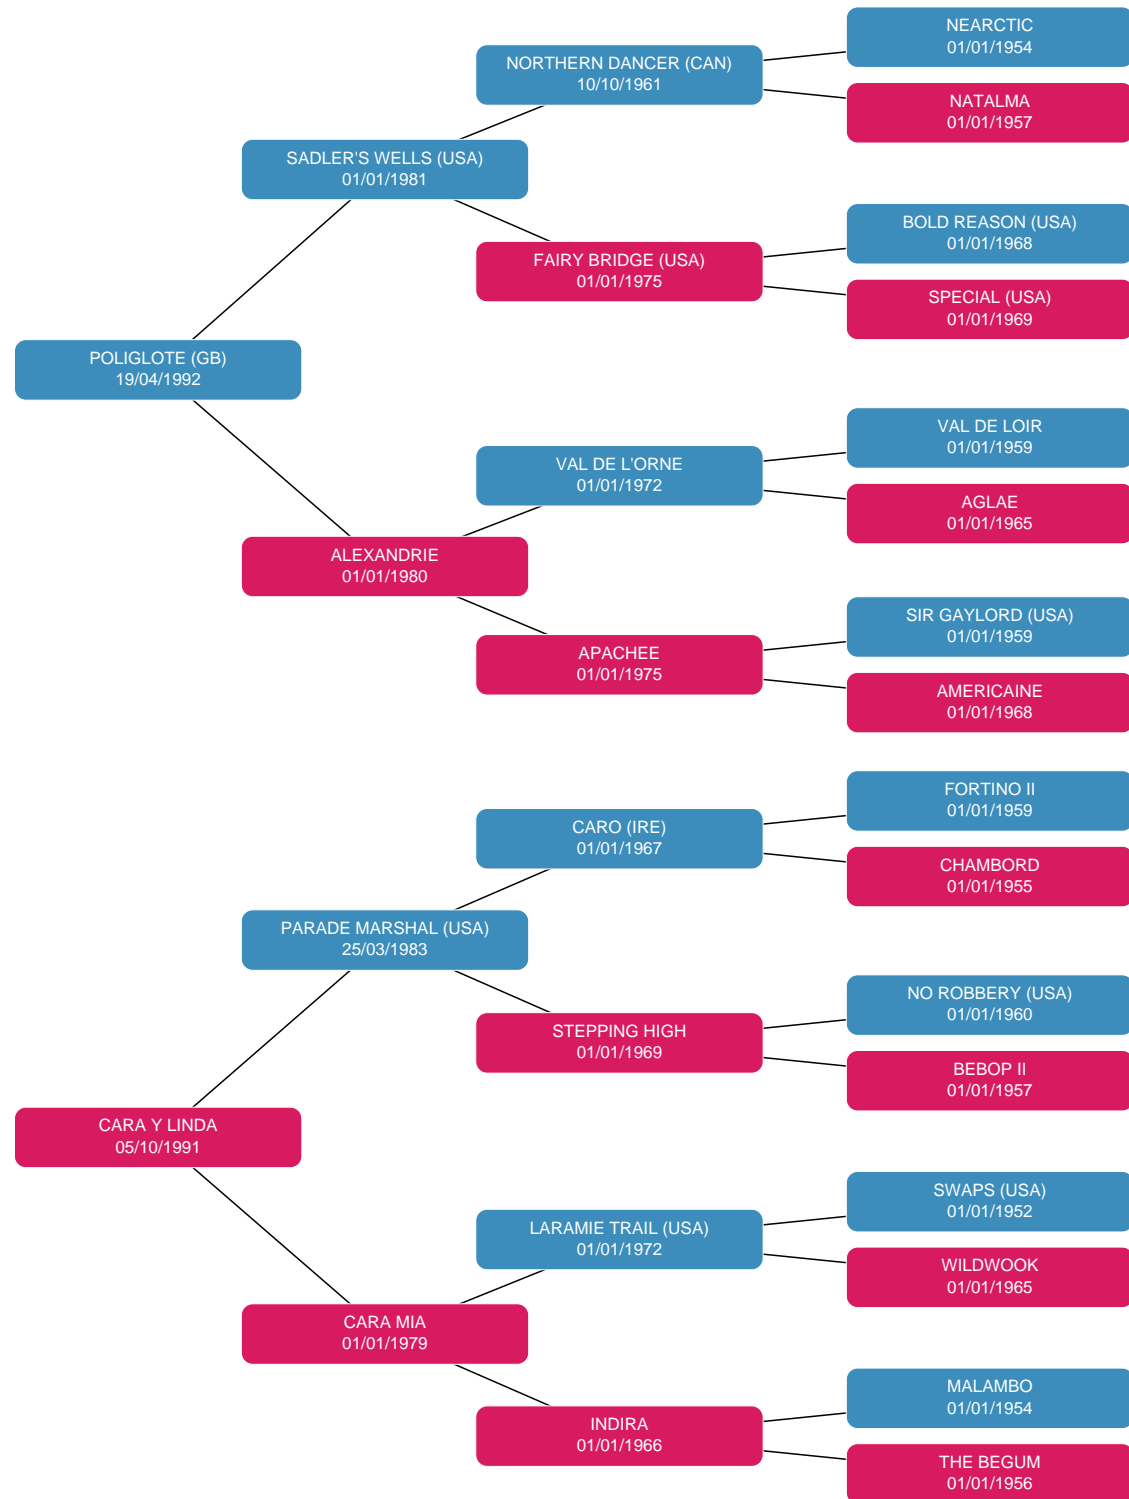 NEARCTIC
01/01/1954
NORTHERN DANCER (CAN)
10/10/1961
NATALMA
01/01/1957
SADLER'S WELLS (USA)
01/01/1981
BOLD REASON (USA)
01/01/1968
FAIRY BRIDGE (USA)
01/01/1975
SPECIAL (USA)
01/01/1969
POLIGLOTE (GB)
19/04/1992
VAL DE LOIR
01/01/1959
VAL DE L'ORNE
01/01/1972
AGLAE
01/01/1965
ALEXANDRIE
01/01/1980
SIR GAYLORD (USA)
01/01/1959
APACHEE
01/01/1975
AMERICAINE
01/01/1968
FORTINO II
01/01/1959
CARO (IRE)
01/01/1967
CHAMBORD
01/01/1955
PARADE MARSHAL (USA)
25/03/1983
NO ROBBERY (USA)
01/01/1960
STEPPING HIGH
01/01/1969
BEBOP II
01/01/1957
CARA Y LINDA
05/10/1991
SWAPS (USA)
01/01/1952
LARAMIE TRAIL (USA)
01/01/1972
WILDWOOK
01/01/1965
CARA MIA
01/01/1979
MALAMBO
01/01/1954
INDIRA
01/01/1966
THE BEGUM
01/01/1956